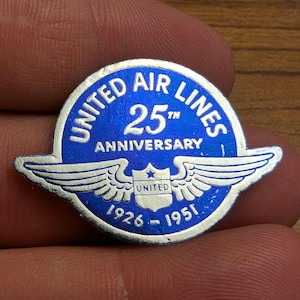 UNITED AIR LINES
25TH
ANNIVERSARY
UNITED
1926 - 1951